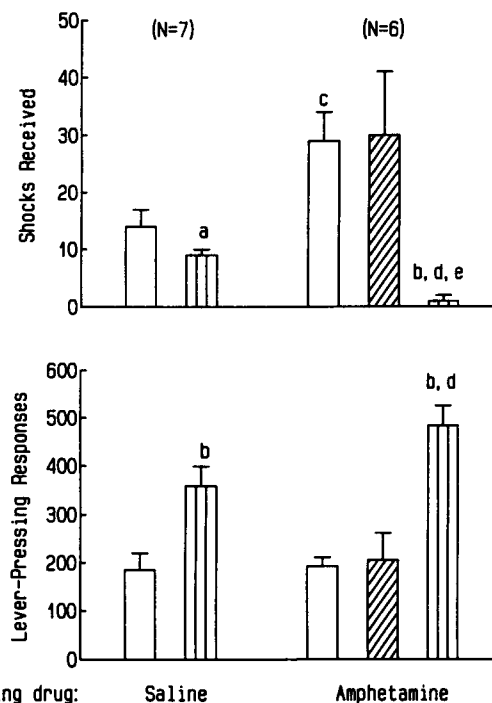 (N=7) (N=6)
50
40
30
20
10
0
Shocks Received
a
c
b, d, e
600
500
400
300
200
100
0
Lever-Pressing Responses
b
b, d
ng drug: Saline Amphetamine